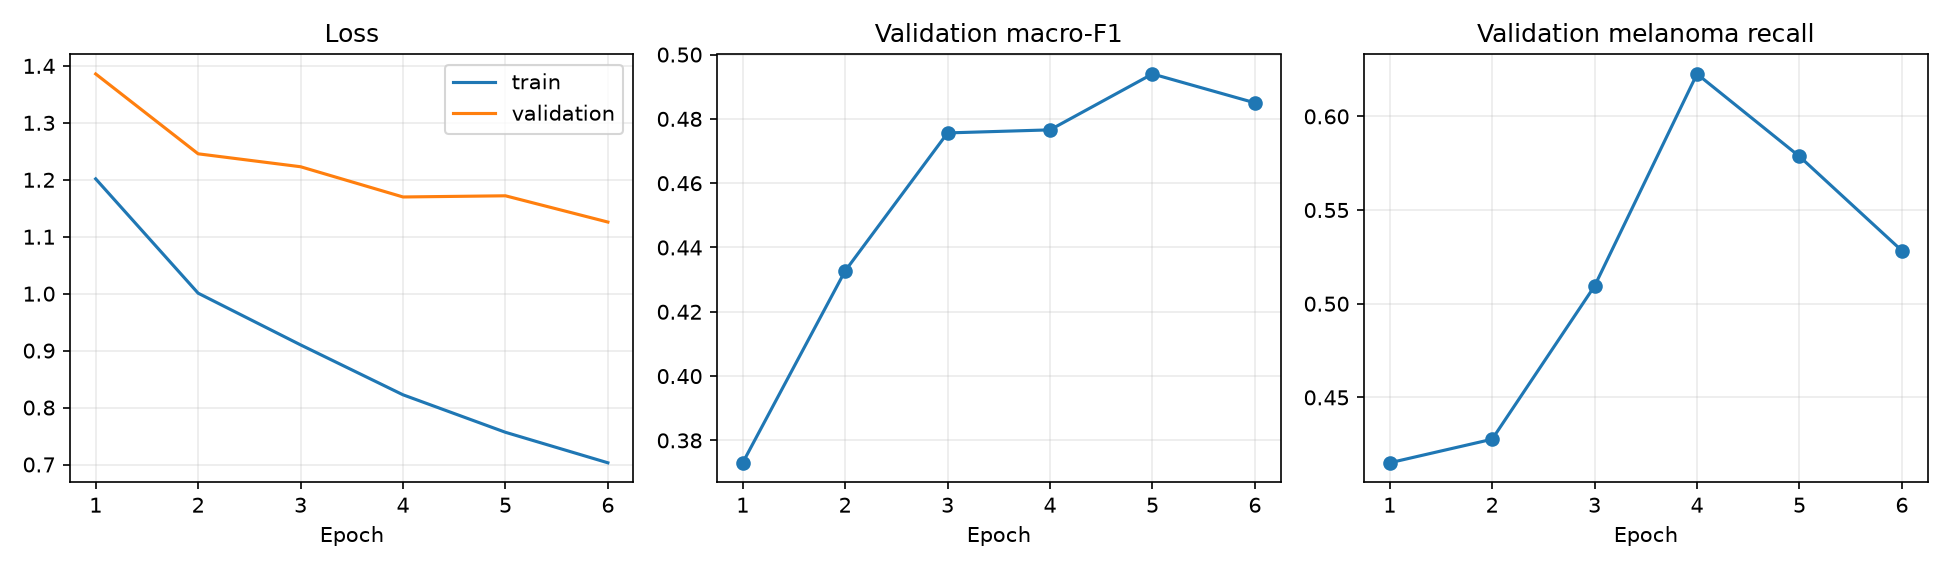 Loss
1.4
1.3
1.2
1.1
1.0
0.9
0.8
0.7
train
validation
1 2 3 4 5 6
Epoch
Validation macro-F1
0.50
0.48
0.46
0.44
0.42
0.40
0.38
1 2 3 4 5 6
Epoch
Validation melanoma recall
0.60
0.55
0.50
0.45
1 2 3 4 5 6
Epoch